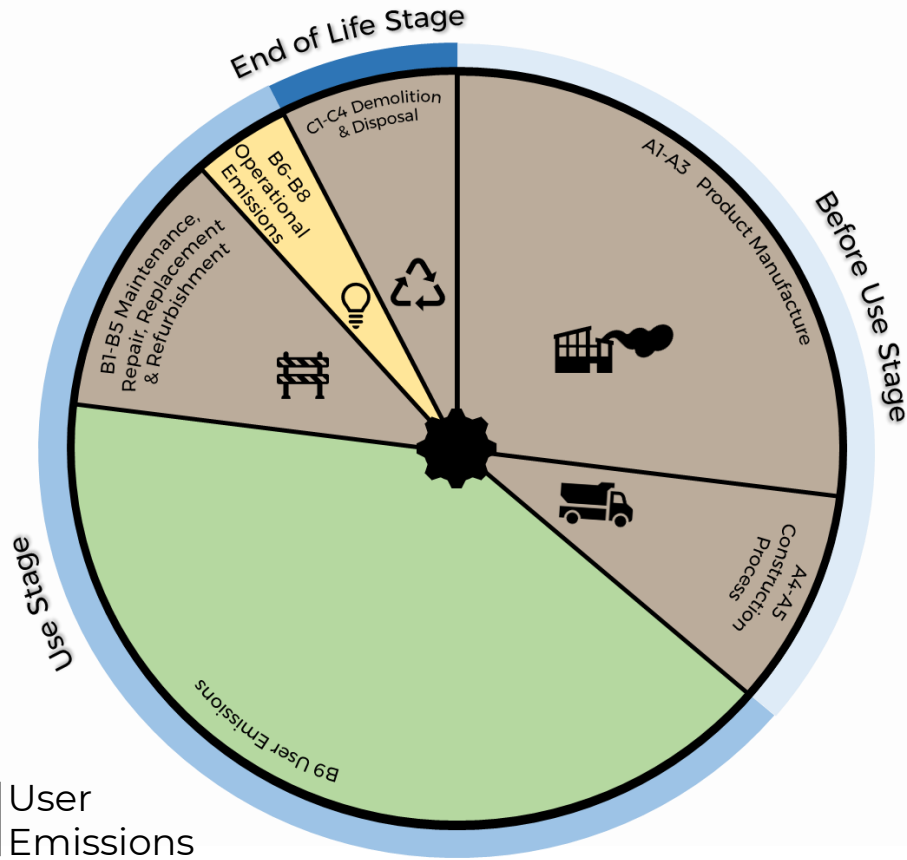 End of Life Stage
C1-C4 Demolition
& Disposal
A1-A3 Product Manufacture
Before Use Stage
B6-B8
Operational
Emissions
B1-B5 Maintenance,
Repair, Replacement
& Refurbishment
A4-A5
Construction
Process
Use Stage
B9 User Emissions
User
Emissions